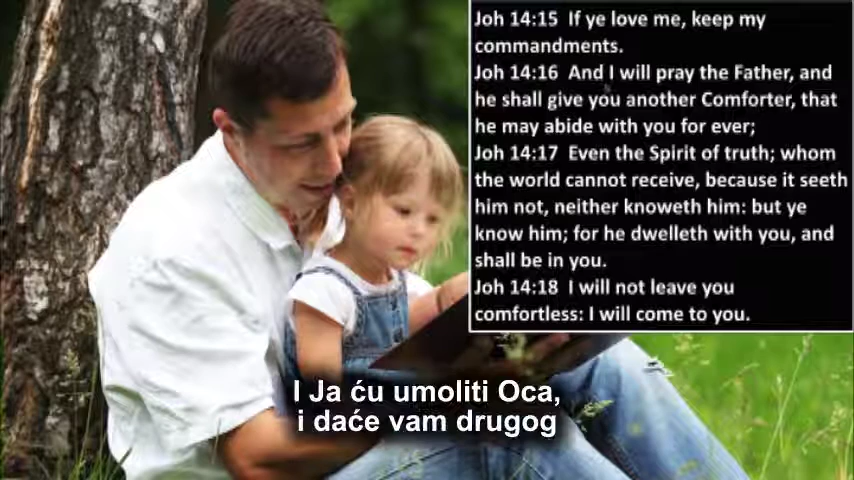 Joh 14:15 If ye love me, keep my
commandments.
Joh 14:16 And I will pray the Father, and
he shall give you another Comforter, that
he may abide with you for ever;
Joh 14:17 Even the Spirit of truth; whom
the world cannot receive, because it seeth
him not, neither knoweth him: but ye
know him; for he dwelleth with you, and
shall be in you.
Joh 14:18 I will not leave you
comfortless: I will come to you.
I Ja ću umoliti Oca,
i daće vam drugog